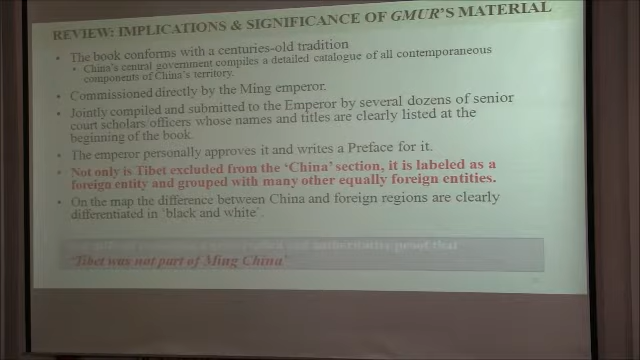 REVIEW: IMPLICATIONS & SIGNIFICANCE OF GMUR'S MATERIAL
• The book conforms with a centuries-old tradition
• China's central government compiles a detailed catalogue of all contemporaneous
components of China's territory.
• Commissioned directly by the Ming emperor.
• Jointly compiled and submitted to the Emperor by several dozens of senior
court scholars/officers whose names and titles are clearly listed at the
beginning of the book.
• The emperor personally approves it and writes a Preface for it.
• Not only is Tibet excluded from the 'China' section, it is labeled as a
foreign entity and grouped with many other equally foreign entities.
• On the map the difference between China and foreign regions are clearly
differentiated in 'black and white'.
and authoritative proof that
"Tibet was not part of Ming China"